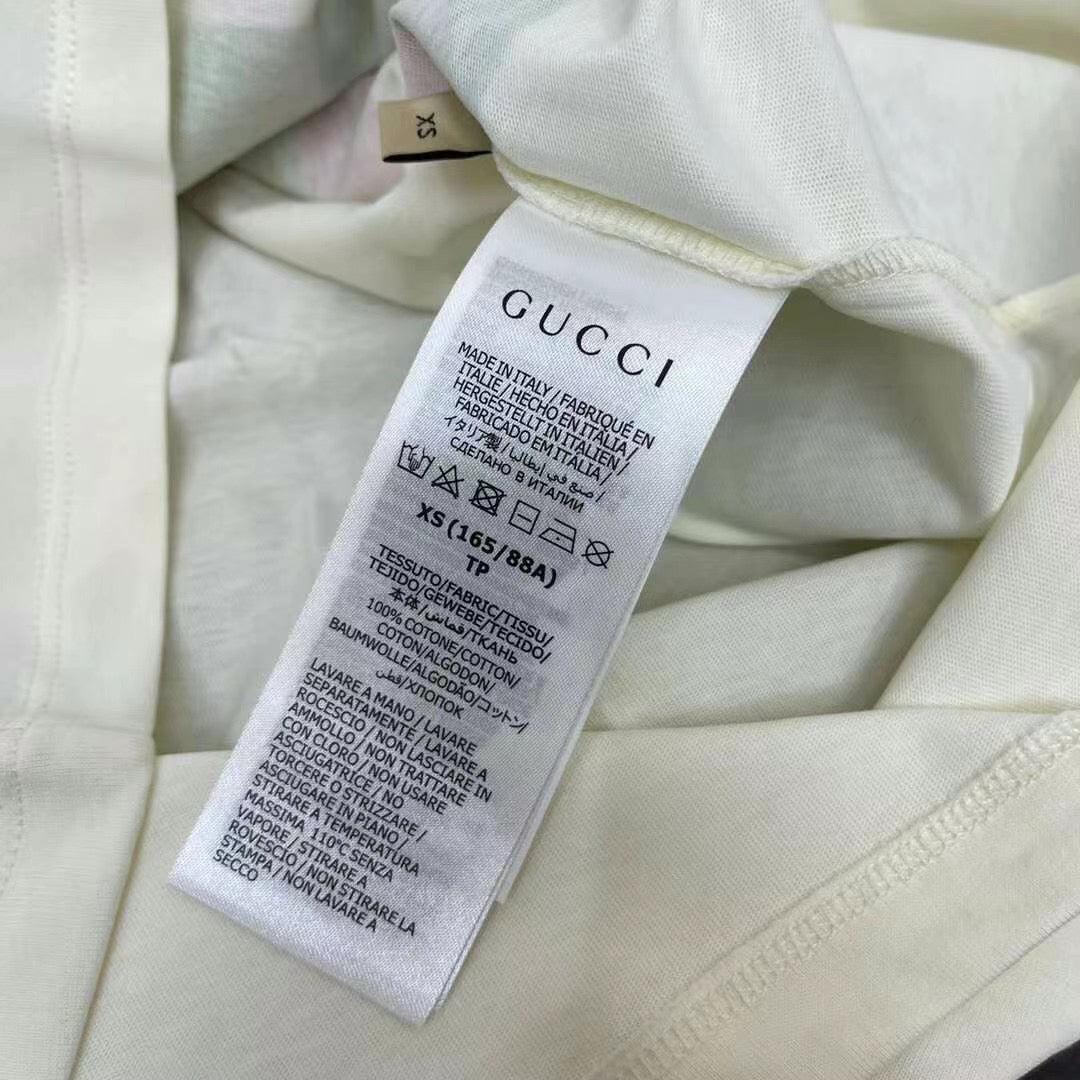 XS
GUCCI
MADE IN ITALY / FABRIQUÉ EN
ITALIE / HECHO EN ITALIA /
HERGESTELLT IN ITALIEN /
FABRICADO EM ITÁLIA /
イタリア製 / صنع في إيطاليا /
СДЕЛАНО В ИТАЛИИ
XS (165/88A)
TP
TESSUTO/FABRIC/TISSU/
TEJIDO/GEWEBE/TECIDO/
本体/قماش/ТКАНЬ
100% COTONE/COTTON/
COTON/ALGODON/
BAUMWOLLE/ALGODÃO/コットン/
قطن/ХЛОПОК
LAVARE A MANO / LAVARE
SEPARATAMENTE / LAVARE A
ROCESCIO / NON LASCIARE IN
AMMOLLO / NON TRATTARE
CON CLORO / NON USARE
ASCIUGATRICE / NO
TORCERE O STRIZZARE /
ASCIUGARE IN PIANO /
STIRARE A TEMPERATURA
MASSIMA 110°C SENZA
VAPORE / STIRARE A
ROVESCIO / NON STIRARE LA
STAMPA / NON LAVARE A
SECCO